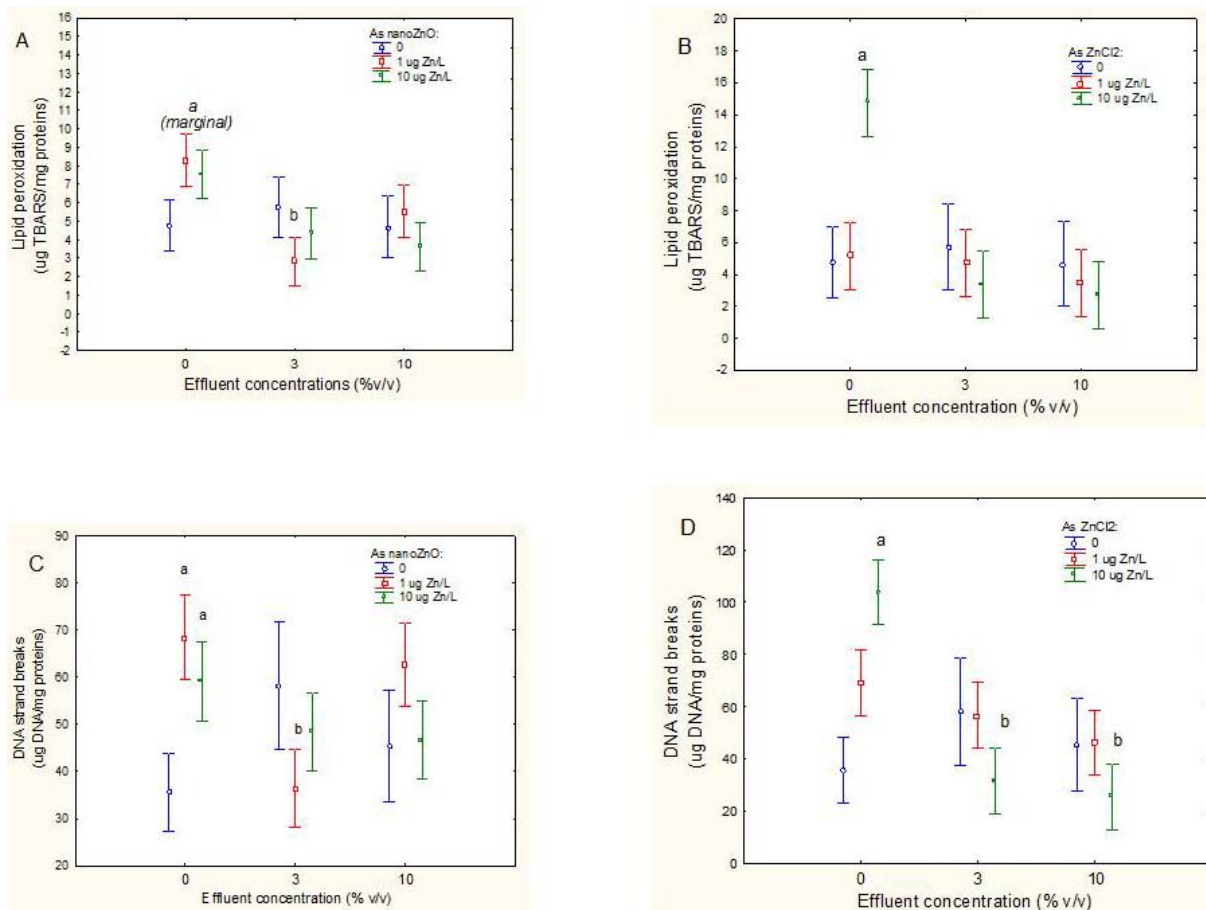 A
As nanoZnO:
0
1 ug Zn/L
10 ug Zn/L
a
(marginal)
b
16
15
14
13
12
11
10
9
8
7
6
5
4
3
2
1
0
-1
-2
Lipid peroxidation
(ug TBARS/mg proteins)
0 3 10
Effluent concentrations (%v/v)
B
As ZnCl2:
0
1 ug Zn/L
10 ug Zn/L
a
20
18
16
14
12
10
8
6
4
2
0
-2
Lipid peroxidation
(ug TBARS/mg proteins)
0 3 10
Effluent concentration (% v/v)
C
As nanoZnO:
0
1 ug Zn/L
10 ug Zn/L
a
a
b
90
80
70
60
50
40
30
20
DNA strand breaks
(ug DNA/mg proteins)
0 3 10
Effluent concentration (% v/v)
D
As ZnCl2:
0
1 ug Zn/L
10 ug Zn/L
a
b
b
140
120
100
80
60
40
20
0
DNA strand breaks
(ug DNA/mg proteins)
0 3 10
Effluent concentration (% v/v)